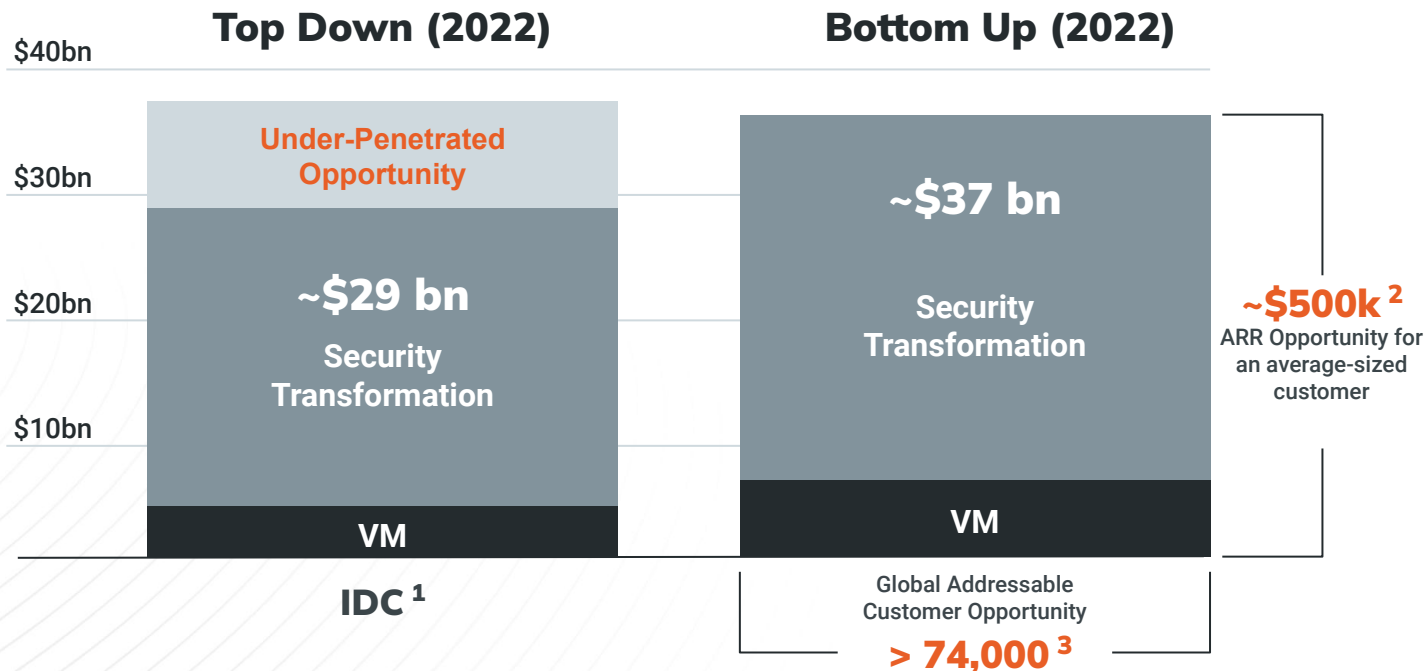 Top Down (2022)
Bottom Up (2022)
$40bn
$30bn
$20bn
$10bn
Under-Penetrated
Opportunity
~$29 bn
Security
Transformation
VM
IDC 1
~$37 bn
Security
Transformation
VM
Global Addressable
Customer Opportunity
> 74,000 3
~$500k 2
ARR Opportunity for
an average-sized
customer